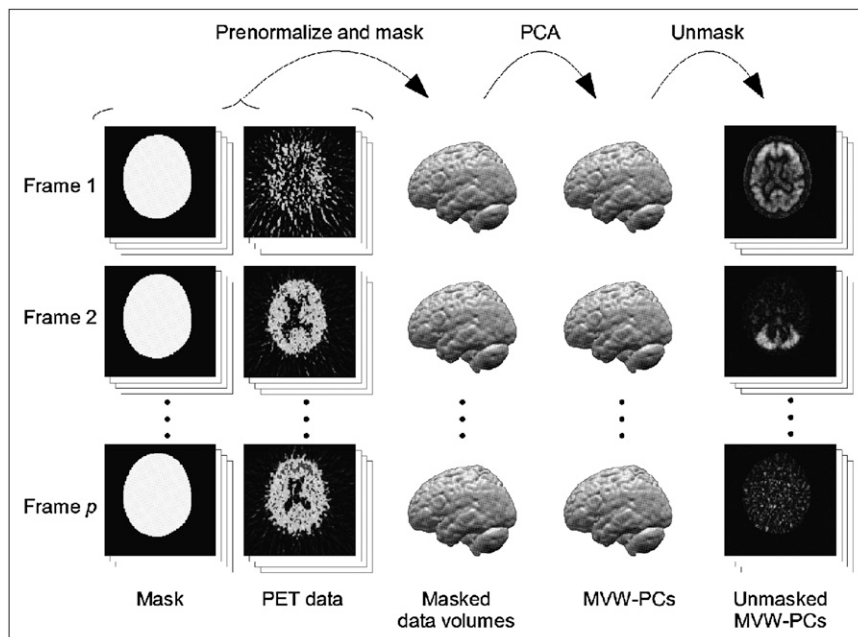 Prenormalize and mask PCA Unmask
Frame 1
Frame 2
Frame p
Mask PET data Masked data volumes MVW-PCs Unmasked MVW-PCs